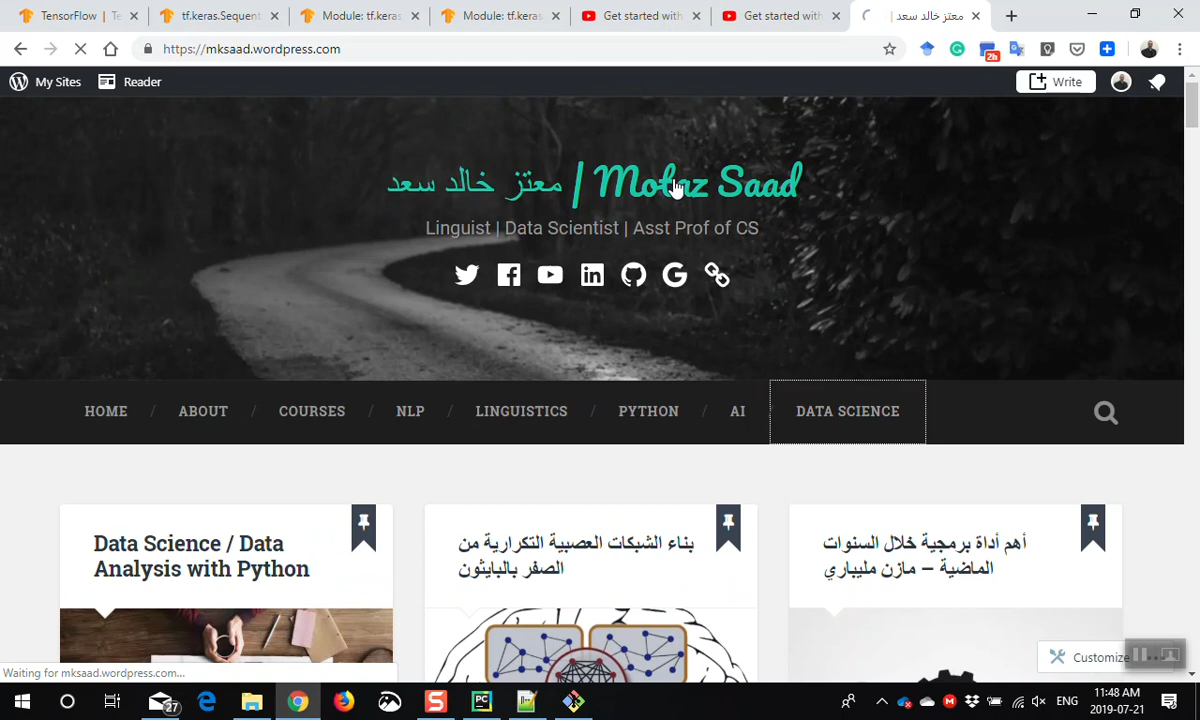 TensorFlow | Te
tf.keras.Sequent
Module: tf.keras
Module: tf.keras
Get started with
Get started with
معتز خالد سعد |
https://mksaad.wordpress.com
2h
My Sites
Reader
Write
معتز خالد سعد | Motaz Saad
Linguist | Data Scientist | Asst Prof of CS
HOME / ABOUT / COURSES / NLP / LINGUISTICS / PYTHON / AI / DATA SCIENCE
Data Science / Data
Analysis with Python
بناء الشبكات العصبية التكرارية من
الصفر بالبايثون
أهم أداة برمجية خلال السنوات
الماضية – مازن مليباري
Customize
Waiting for mksaad.wordpress.com...
27
ENG
11:48 AM
2019-07-21